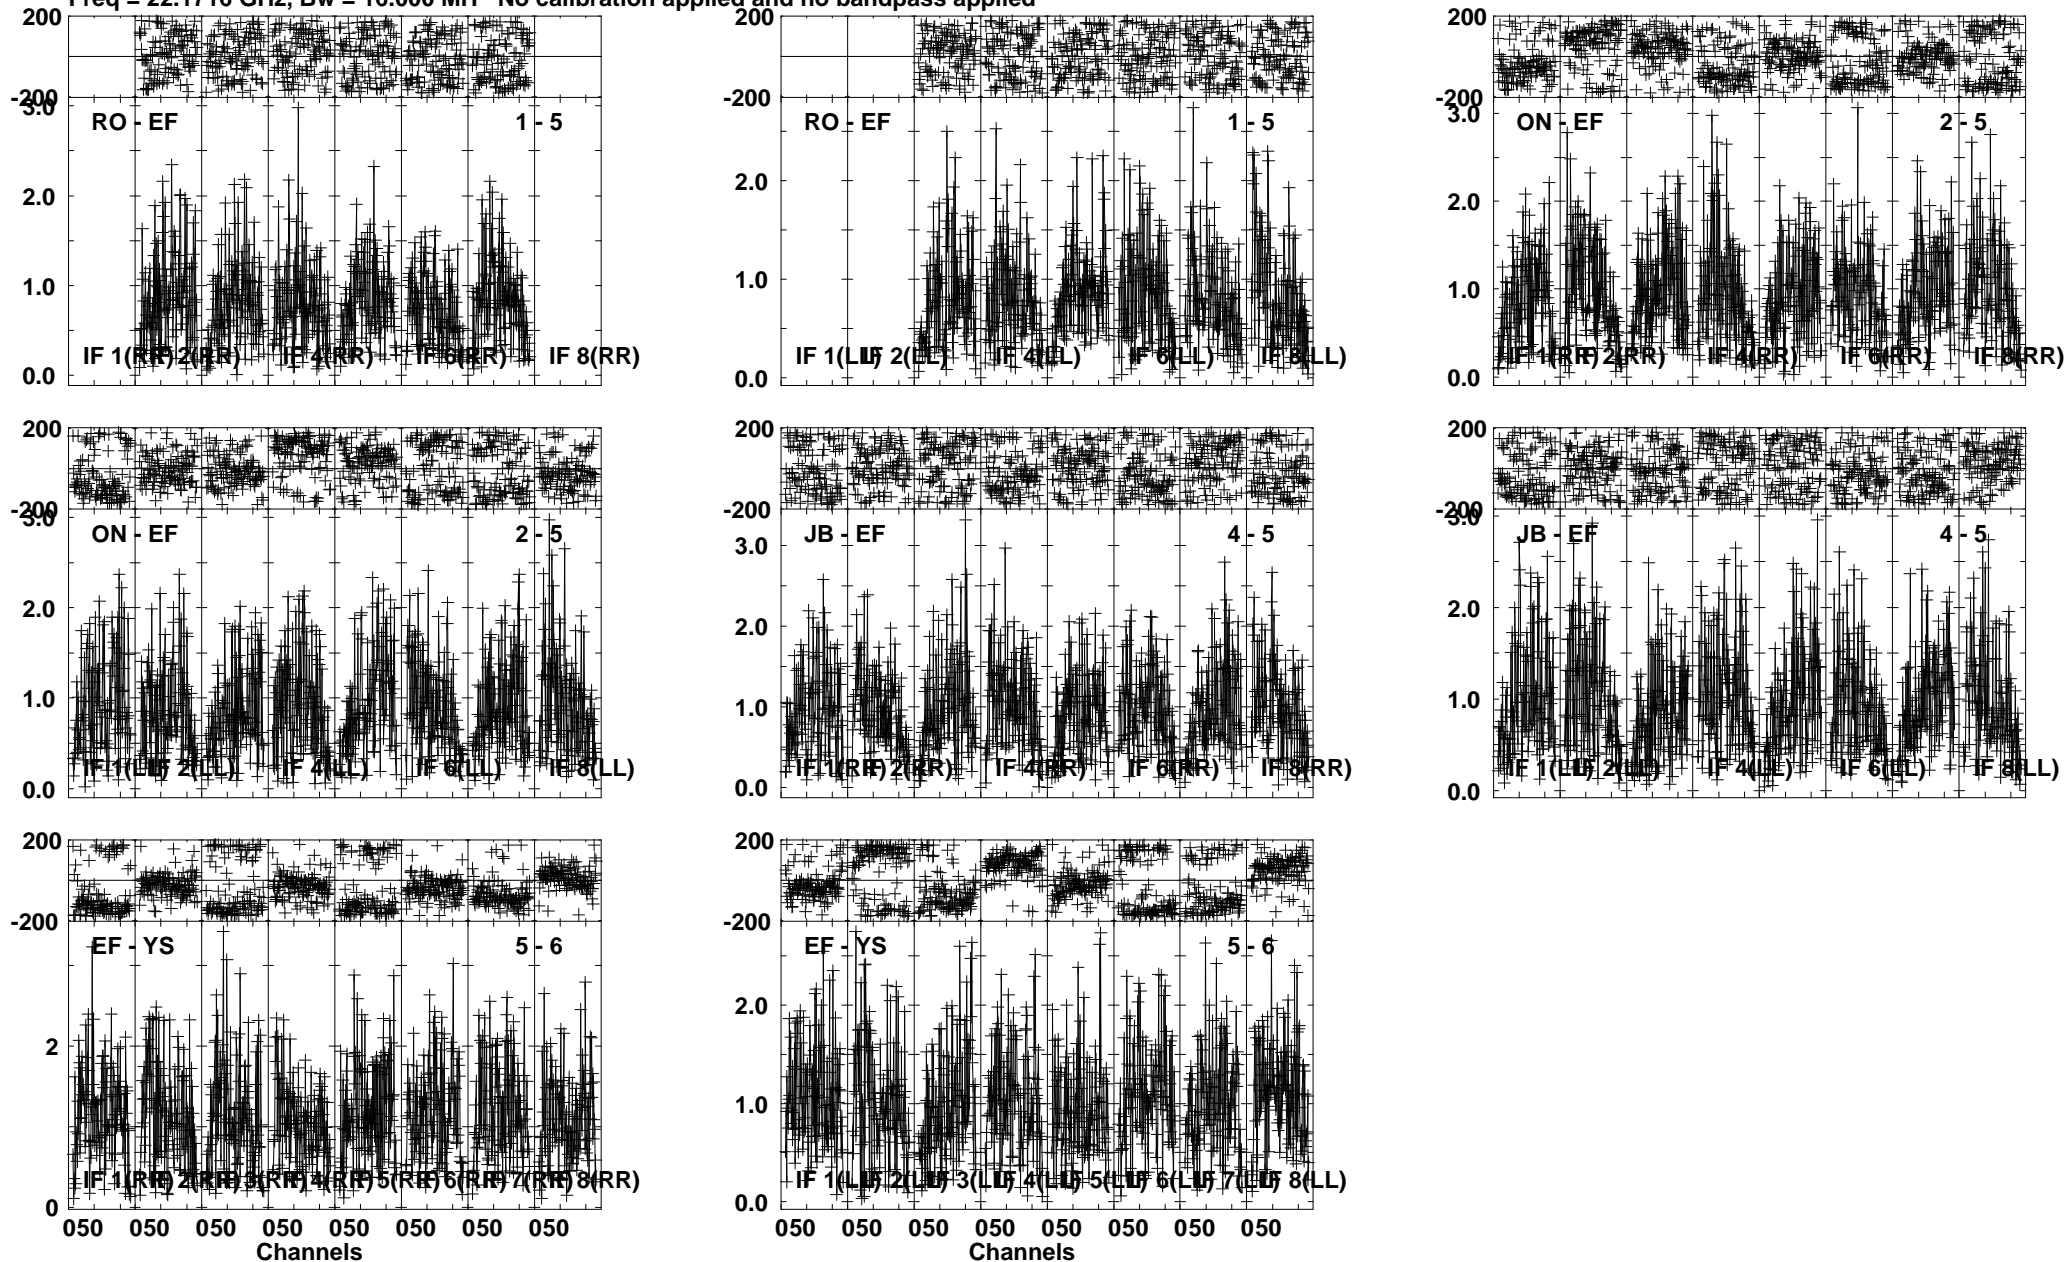 Freq = 22.1716 GHz, Bw = 16.000 MH No calibration applied and no bandpass applied
200
-200
3.0
2.0
1.0
0.0
RO - EF 1 - 5
IF 1(RR) 2(RR) IF 4(RR) IF 6(RR) IF 8(RR)
200
-200
2.0
1.0
0.0
RO - EF 1 - 5
IF 1(LL) IF 2(LL) IF 4(LL) IF 6(LL) IF 8(LL)
200
-200
3.0
2.0
1.0
0.0
ON - EF 2 - 5
IF 1(RR) 2(RR) IF 4(RR) IF 6(RR) IF 8(RR)
200
-200
3.0
2.0
1.0
0.0
ON - EF 2 - 5
IF 1(LL) IF 2(LL) IF 4(LL) IF 6(LL) IF 8(LL)
200
-200
3.0
2.0
1.0
0.0
JB - EF 4 - 5
IF 1(RR) 2(RR) IF 4(RR) IF 6(RR) IF 8(RR)
200
-200
3.0
2.0
1.0
0.0
JB - EF 4 - 5
IF 1(LL) IF 2(LL) IF 4(LL) IF 6(LL) IF 8(LL)
200
-200
2
0
EF - YS 5 - 6
IF 1(RR) 2(RR) 3(RR) 4(RR) 5(RR) 6(RR) 7(RR) 8(RR)
050 050 050 050 050 050 050 050
Channels
200
-200
2.0
1.0
0.0
EF - YS 5 - 6
IF 1(LL) IF 2(LL) IF 3(LL) IF 4(LL) IF 5(LL) IF 6(LL) IF 7(LL) IF 8(LL)
050 050 050 050 050 050 050 050
Channels